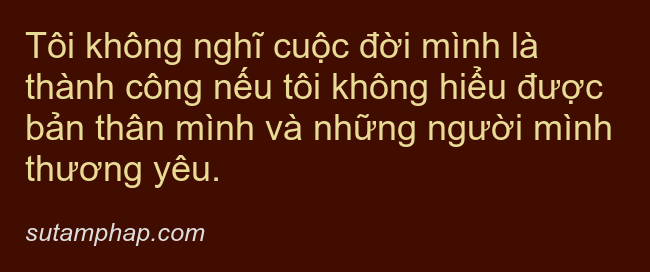 Tôi không nghĩ cuộc đời mình là
thành công nếu tôi không hiểu được
bản thân mình và những người mình
thương yêu.
sutamphap.com